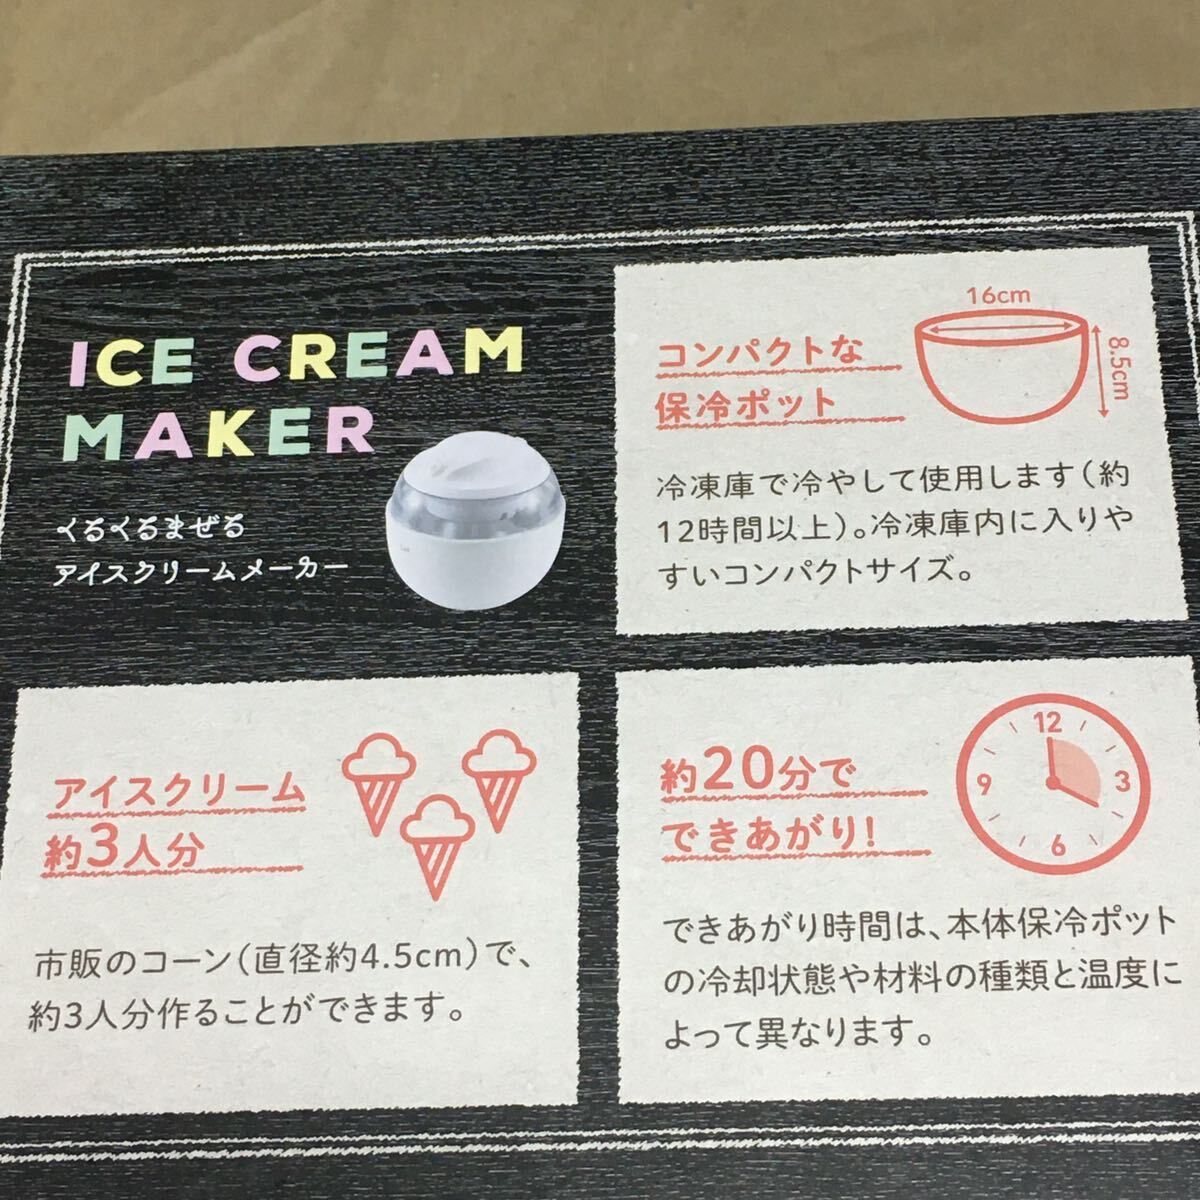 ICE CREAM
MAKER
くるくるまぜる
アイスクリームメーカー
コンパクトな
保冷ポット
16cm
8.5cm
冷凍庫で冷やして使用します(約
12時間以上)。冷凍庫内に入りや
すいコンパクトサイズ。
アイスクリーム
約3人分
市販のコーン(直径約4.5cm)で、
約3人分作ることができます。
約20分で
できあがり!
12
3
6
9
できあがり時間は、本体保冷ポット
の冷却状態や材料の種類と温度に
よって異なります。